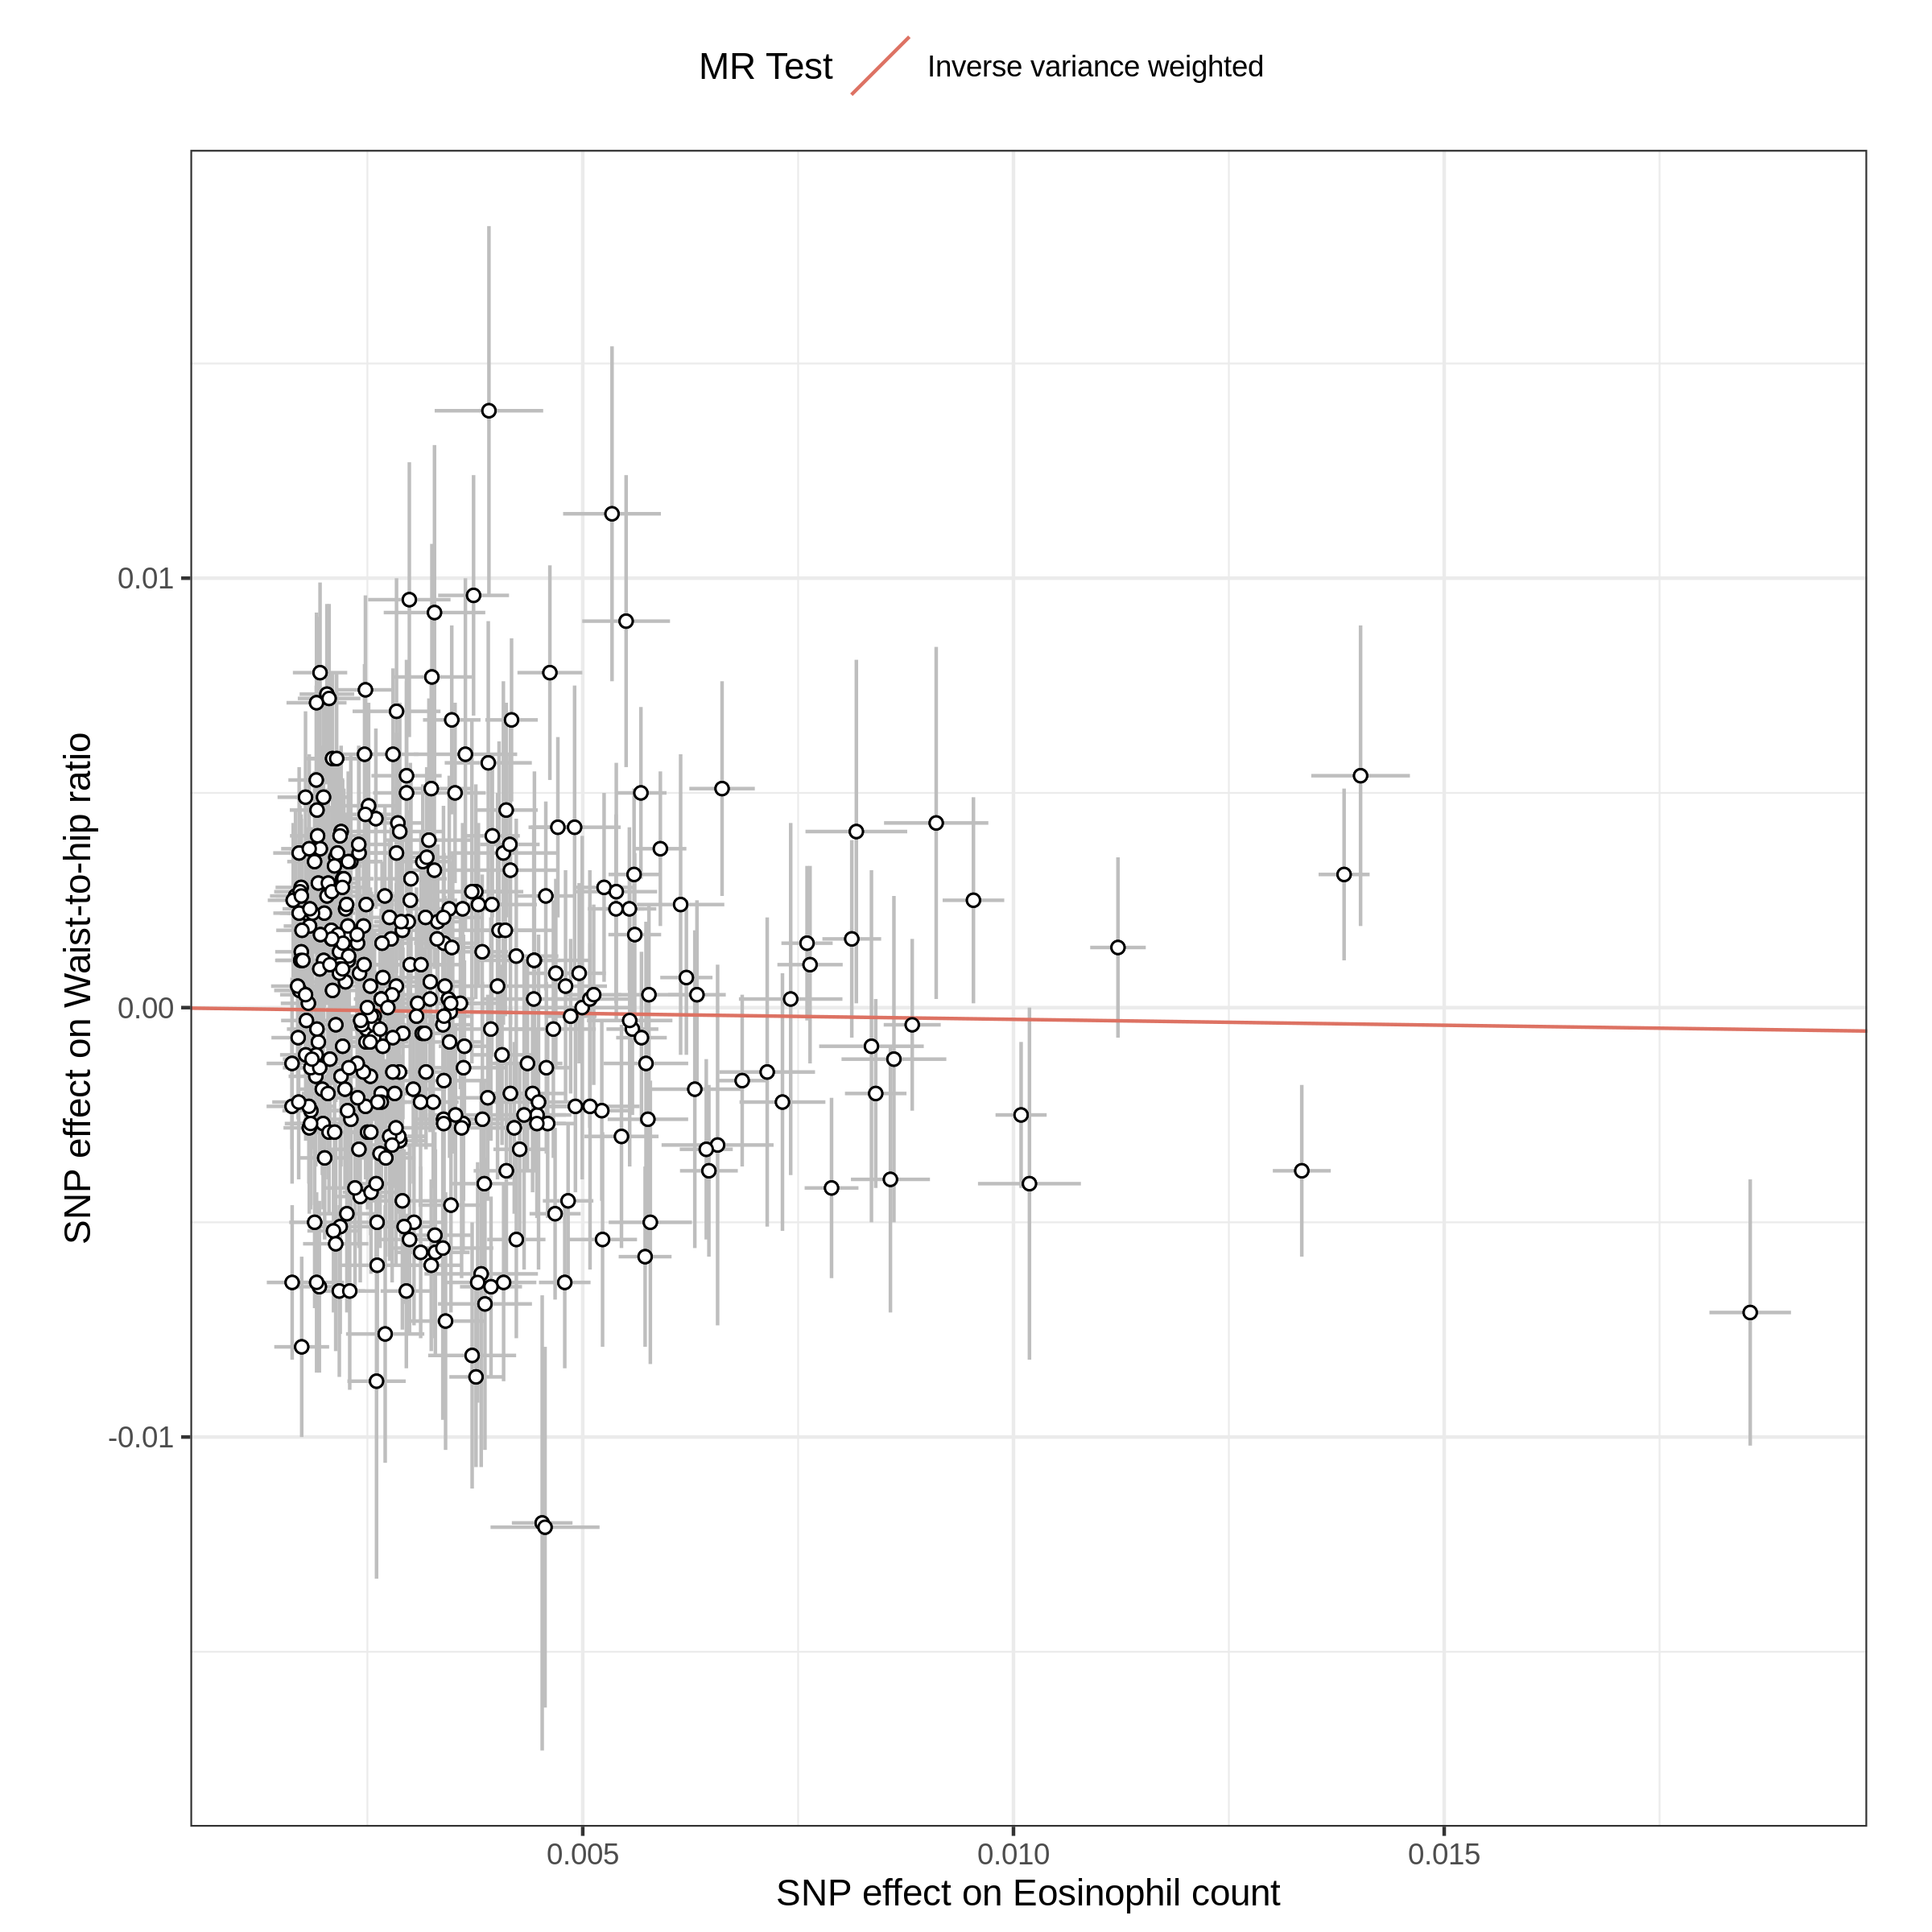 MR Test
Inverse variance weighted
SNP effect on Waist-to-hip ratio
0.01
0.00
-0.01
0.005
0.010
0.015
SNP effect on Eosinophil count